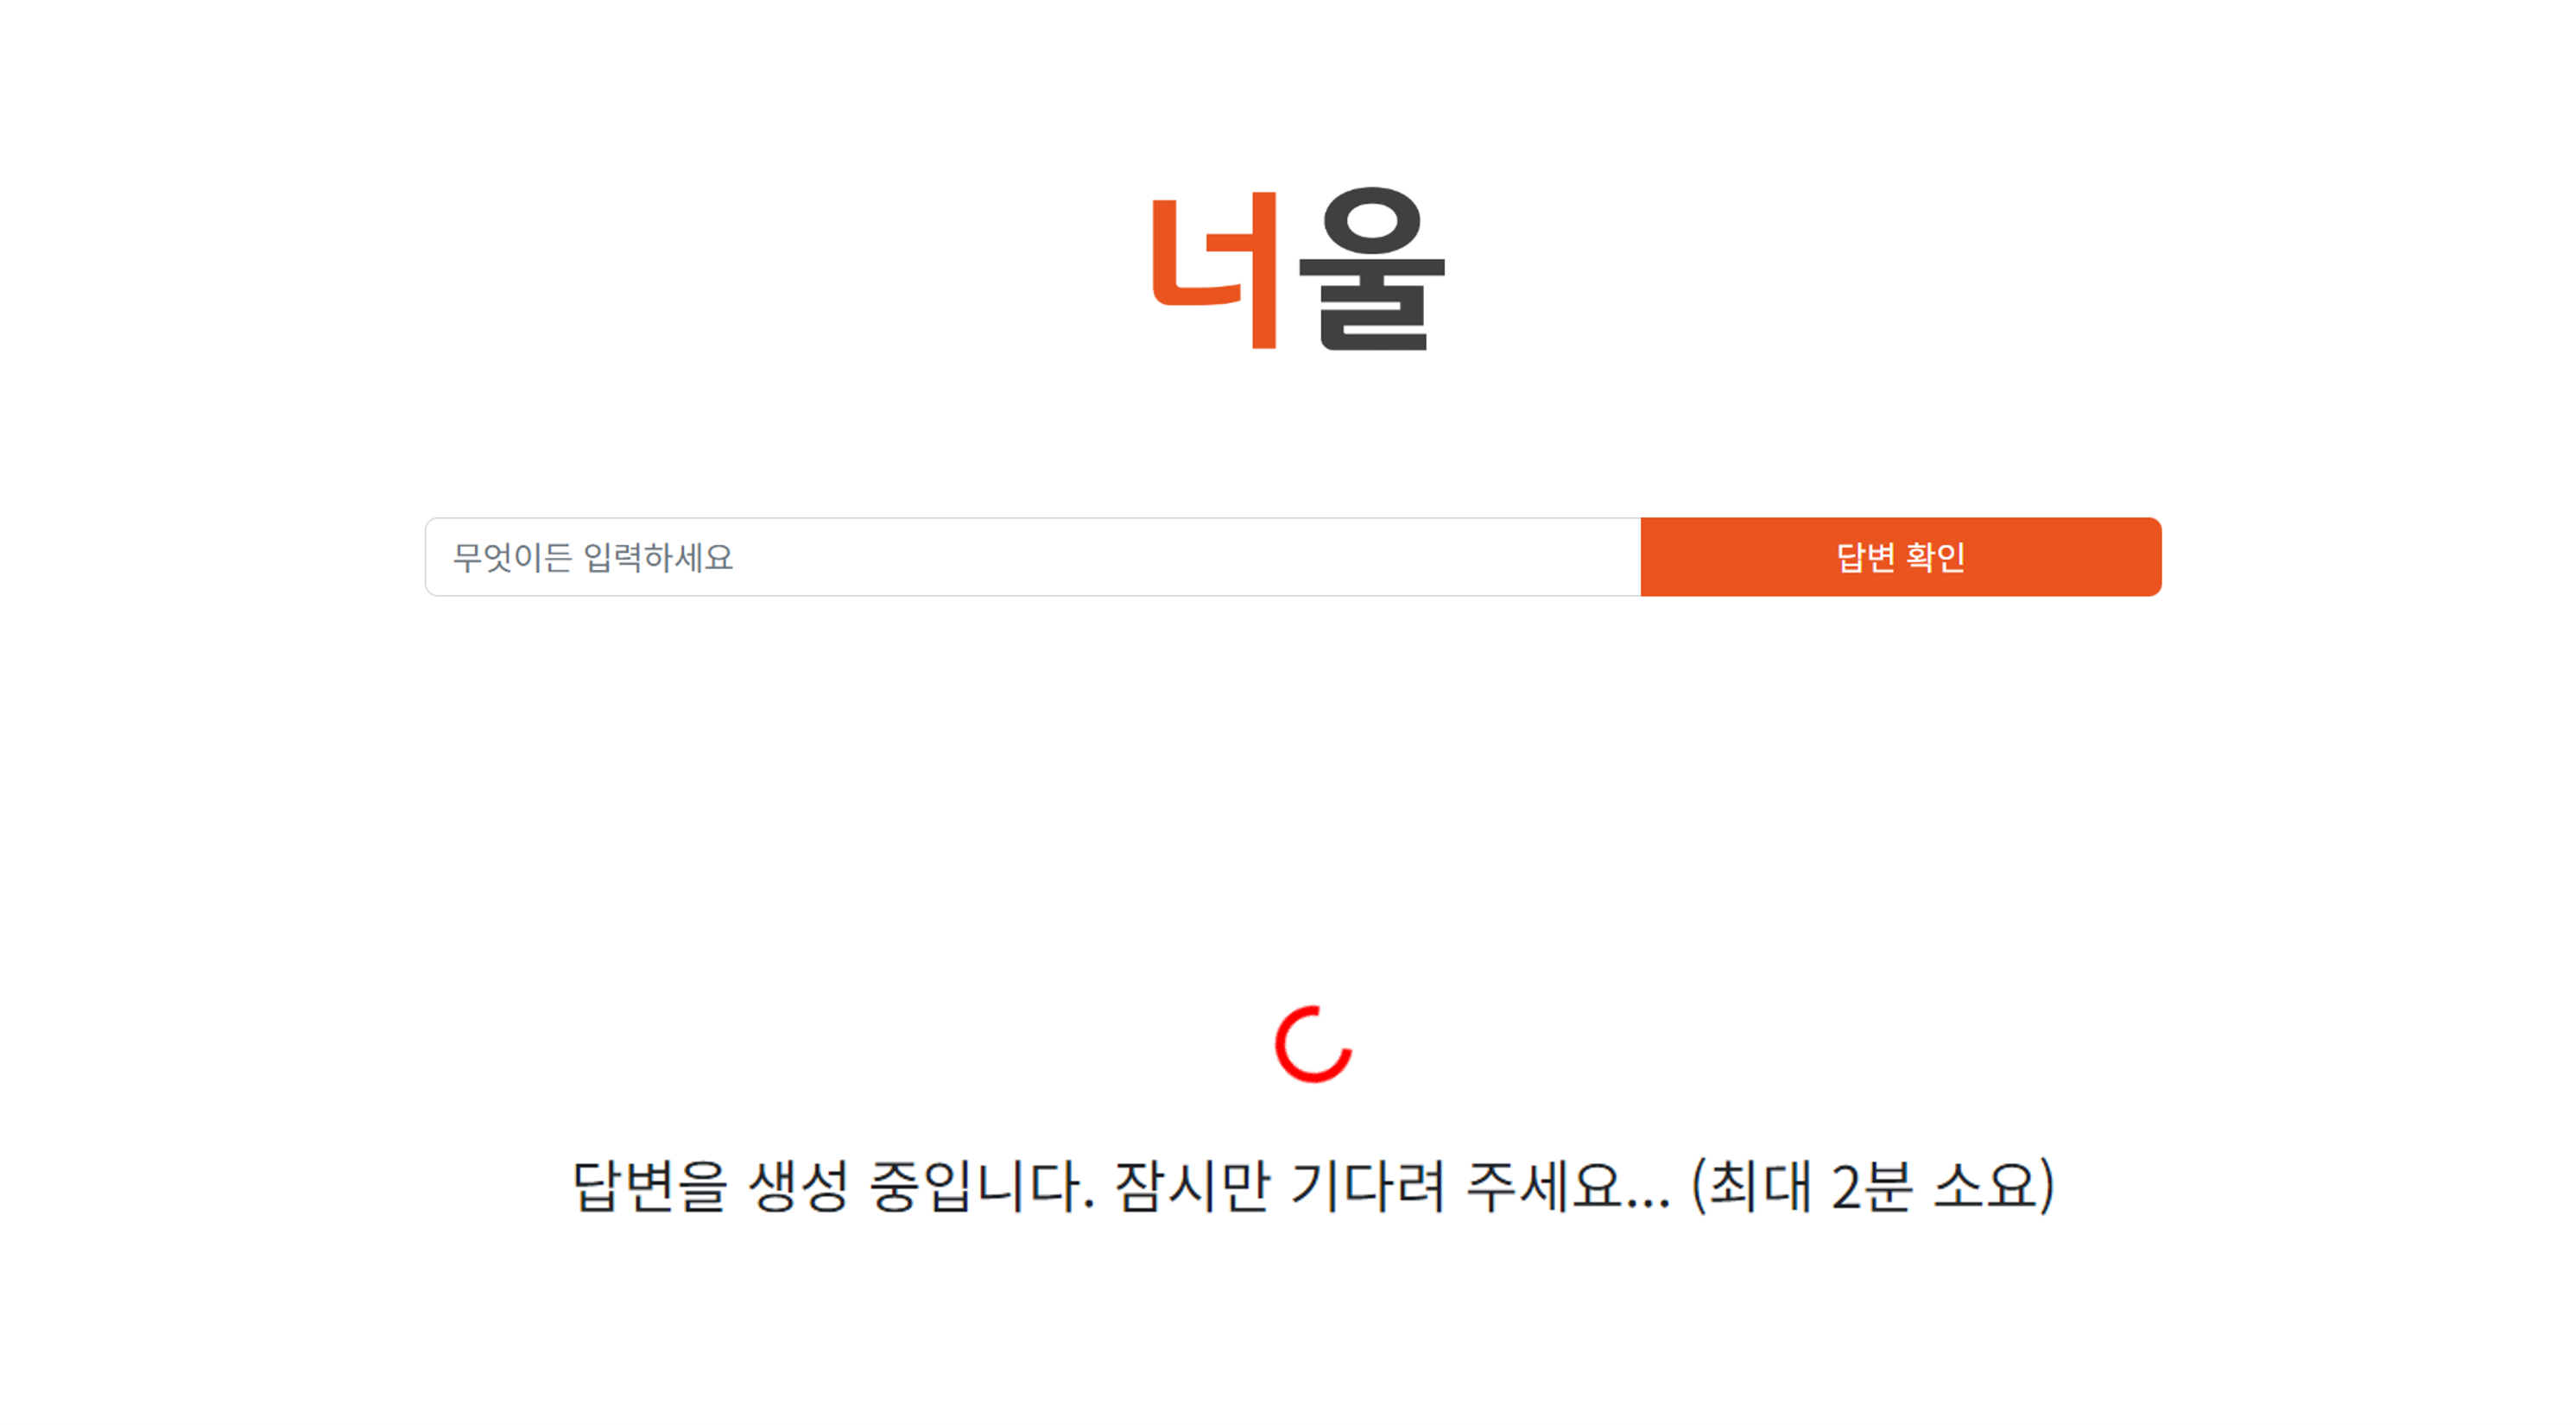 너울
무엇이든 입력하세요
답변 확인
답변을 생성 중입니다. 잠시만 기다려 주세요... (최대 2분 소요)